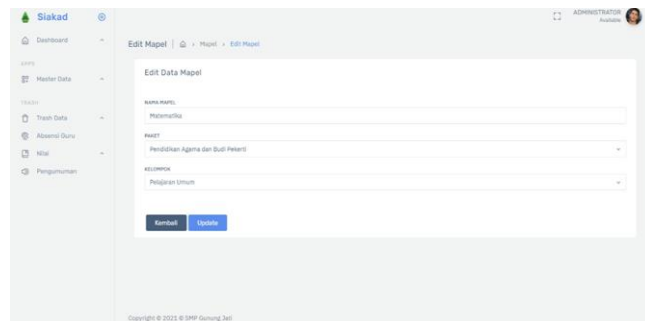 Siakad
ADMINISTRATOR
Available
Dashboard
Edit Mapel
Mapel
Edit Mapel
APPS
Master Data
Edit Data Mapel
NAMA MAPEL
Matematika
TRASH
Trash Data
PAKET
Absensi Guru
Pendidikan Agama dan Budi Pekerti
Nilai
KELOMPOK
Pengumuman
Pelajaran Umum
Kembali
Update
Copyright © 2021 © SMP Gunung Jati